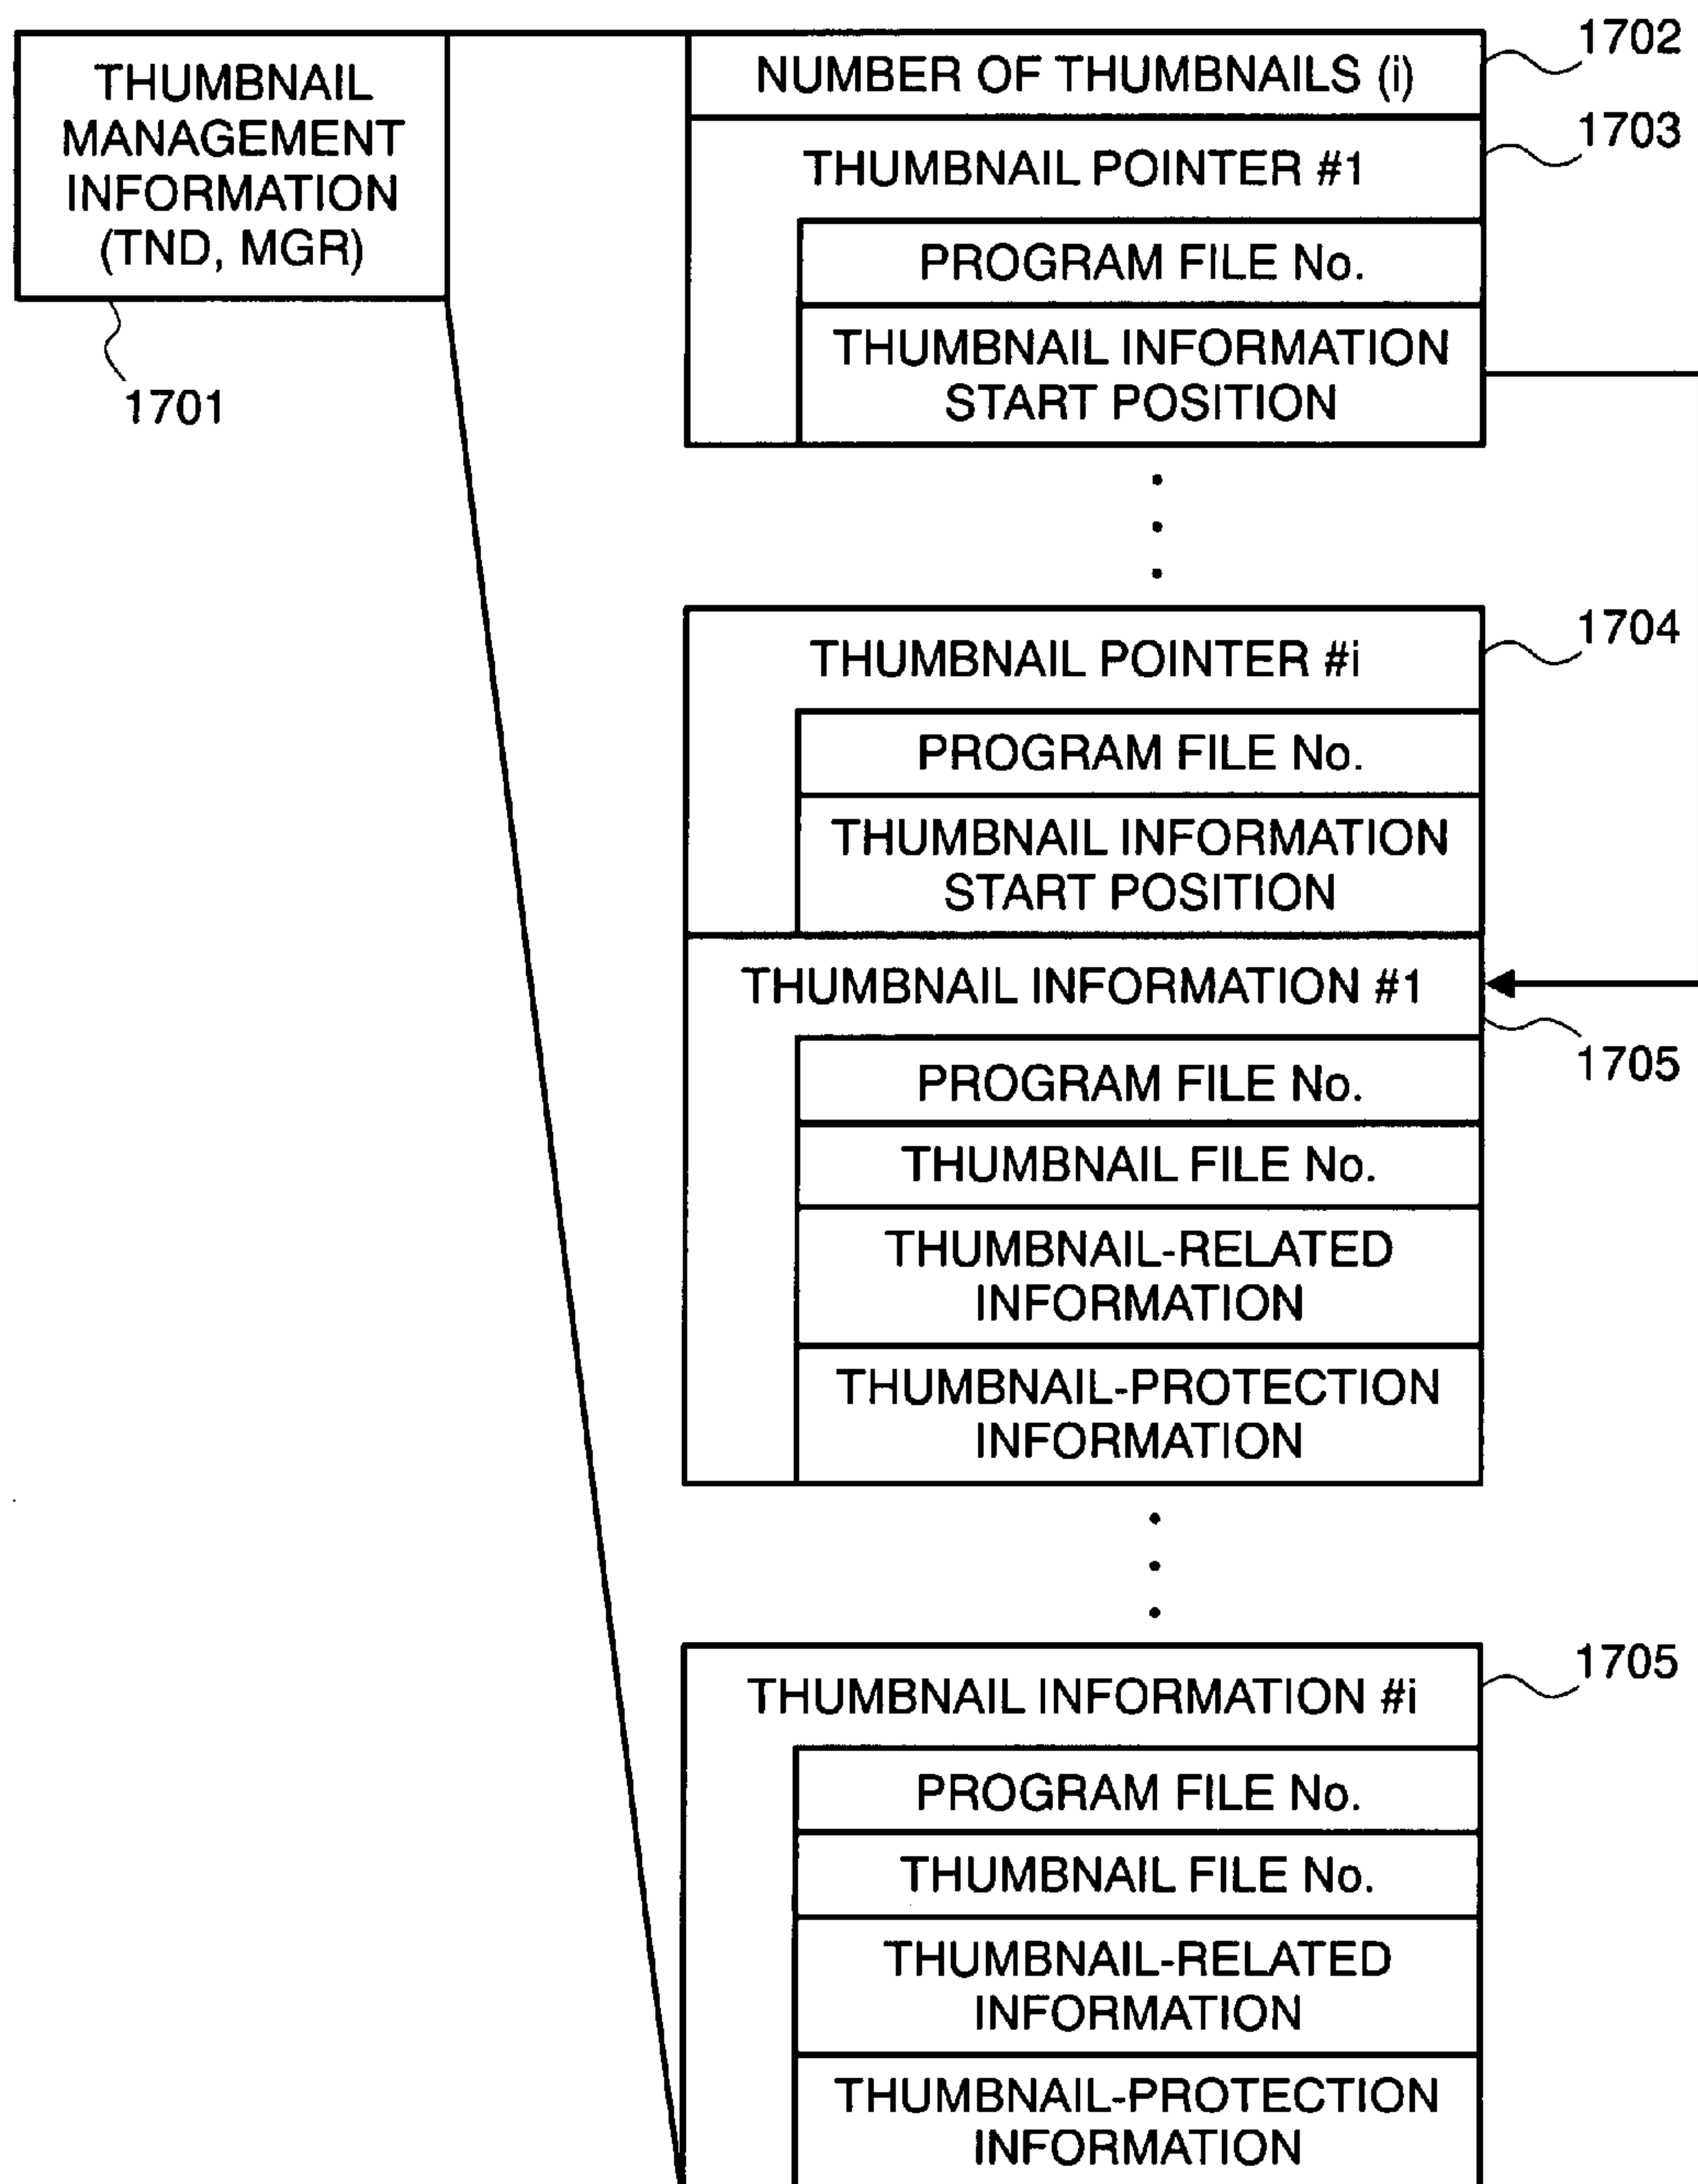 THUMBNAIL
MANAGEMENT
INFORMATION
(TND, MGR)
1701
NUMBER OF THUMBNAILS (i)
1702
THUMBNAIL POINTER #1
1703
PROGRAM FILE No.
THUMBNAIL INFORMATION
START POSITION
THUMBNAIL POINTER #i
1704
PROGRAM FILE No.
THUMBNAIL INFORMATION
START POSITION
THUMBNAIL INFORMATION #1
1705
PROGRAM FILE No.
THUMBNAIL FILE No.
THUMBNAIL-RELATED
INFORMATION
THUMBNAIL-PROTECTION
INFORMATION
THUMBNAIL INFORMATION #i
1705
PROGRAM FILE No.
THUMBNAIL FILE No.
THUMBNAIL-RELATED
INFORMATION
THUMBNAIL-PROTECTION
INFORMATION